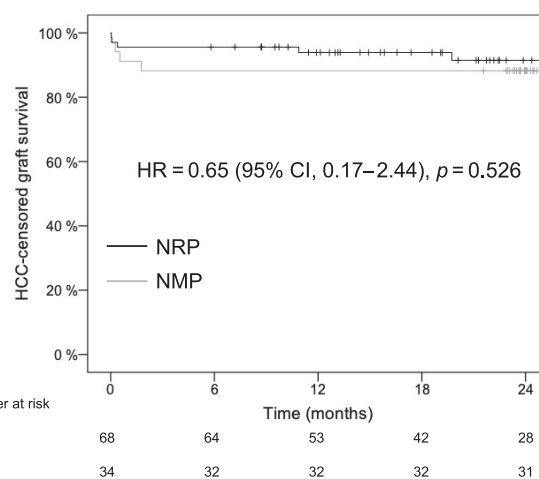 100 %
80 %
60 %
40 %
20 %
0 %
HCC-censored graft survival
HR = 0.65 (95% CI, 0.17–2.44), p = 0.526
NRP
NMP
0 6 12 18 24
Time (months)
er at risk
68 64 53 42 28
34 32 32 32 31